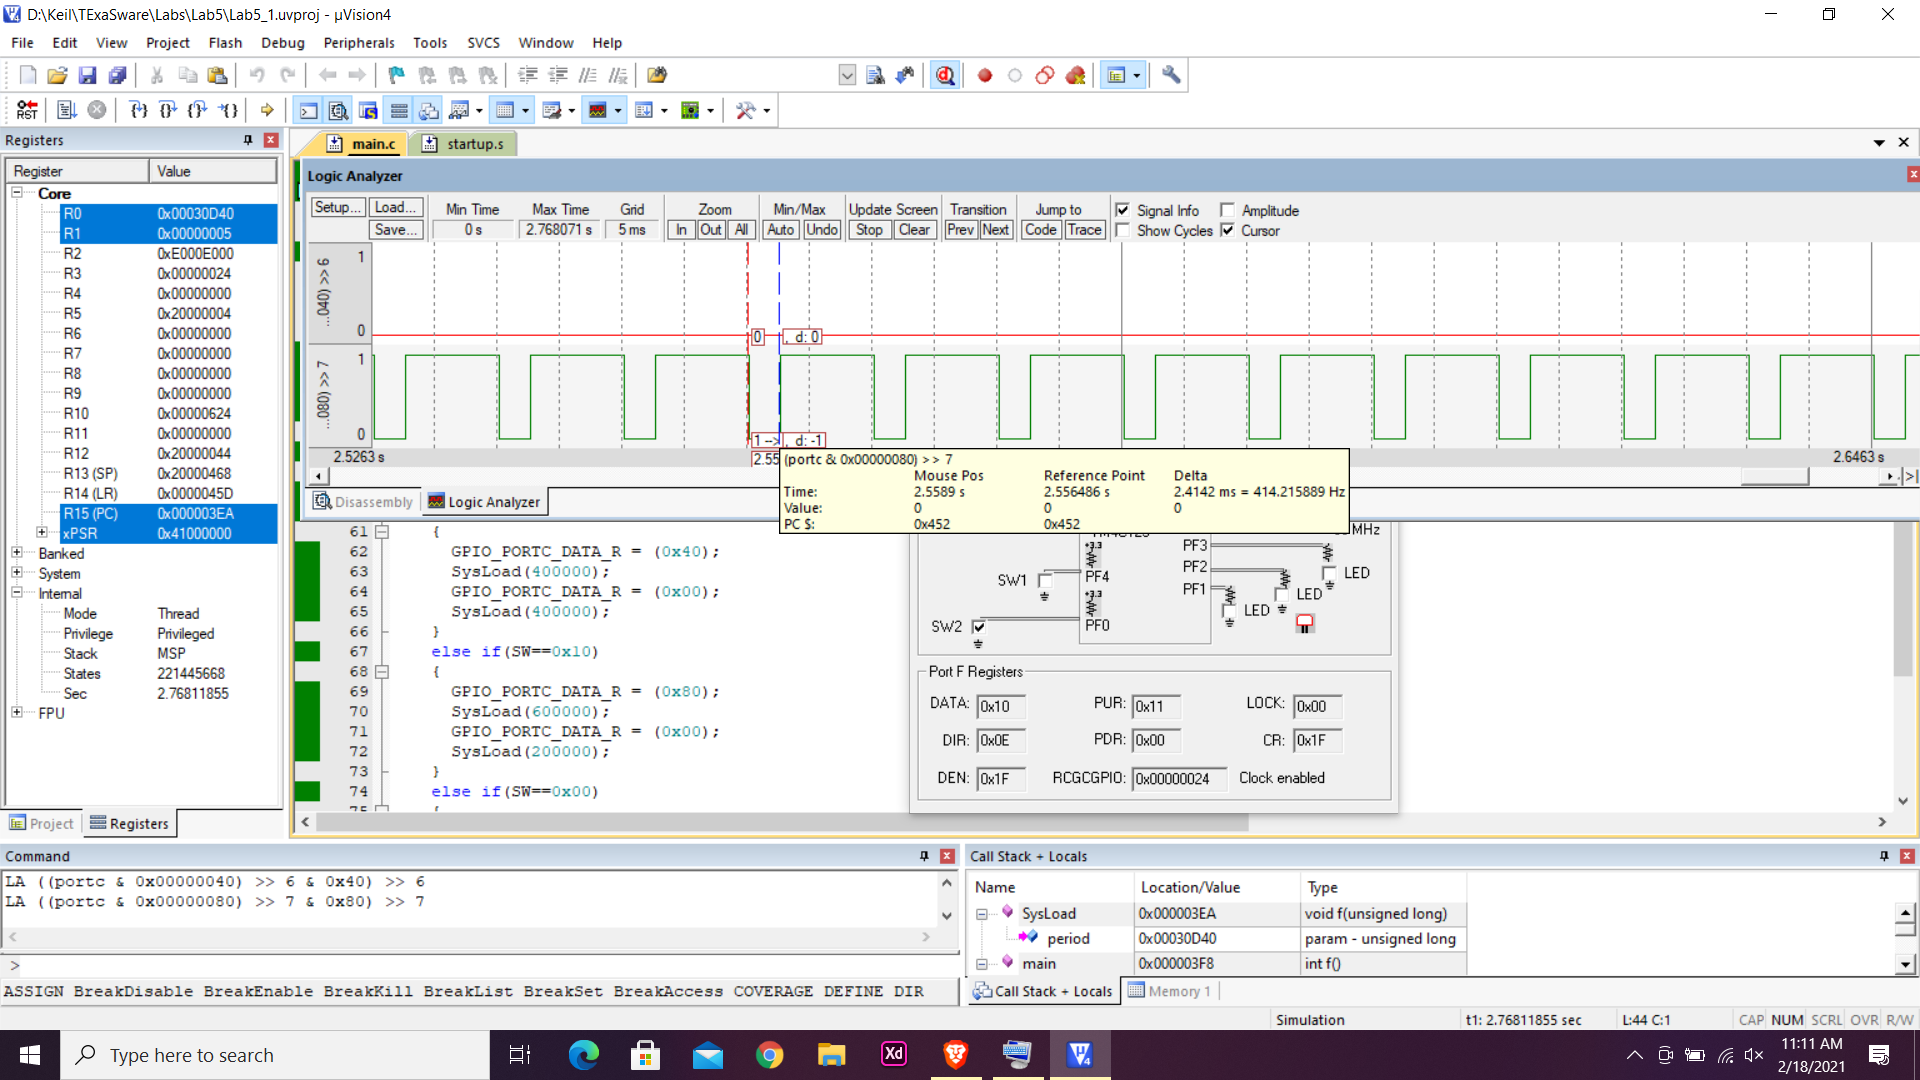 D:\Keil\TExaSware\Labs\Lab5\Lab5_1.uvproj - µVision4
File Edit View Project Flash Debug Peripherals Tools SVCS Window Help
RST
Registers
Register Value
Core
R0 0x00030D40
R1 0x00000005
R2 0xE000E000
R3 0x00000024
R4 0x00000000
R5 0x20000004
R6 0x00000000
R7 0x00000000
R8 0x00000000
R9 0x00000000
R10 0x00000624
R11 0x00000000
R12 0x20000044
R13 (SP) 0x20000468
R14 (LR) 0x0000045D
R15 (PC) 0x000003EA
xPSR 0x41000000
Banked
System
Internal
Mode Thread
Privilege Privileged
Stack MSP
States 221445668
Sec 2.76811855
FPU
Project Registers
main.c startup.s
Logic Analyzer
Setup... Load... Min Time Max Time Grid Zoom Min/Max Update Screen Transition Jump to Signal Info Amplitude
Save... 0 s 2.768071 s 5 ms In Out All Auto Undo Stop Clear Prev Next Code Trace Show Cycles Cursor
...040) >> 6
1
0
0 , d: 0
...080) >> 7
1
0
1 --> , d: -1
2.5263 s 2.55 2.6463 s
(portc & 0x00000080) >> 7
Mouse Pos Reference Point Delta
Time: 2.5589 s 2.556486 s 2.4142 ms = 414.215889 Hz
Value: 0 0 0
PC $: 0x452 0x452
Disassembly Logic Analyzer
61 {
62 GPIO_PORTC_DATA_R = (0x40);
63 SysLoad(400000);
64 GPIO_PORTC_DATA_R = (0x00);
65 SysLoad(400000);
66 }
67 else if(SW==0x10)
68 {
69 GPIO_PORTC_DATA_R = (0x80);
70 SysLoad(600000);
71 GPIO_PORTC_DATA_R = (0x00);
72 SysLoad(200000);
73 }
74 else if(SW==0x00)
75 {
MHz
+3.3 PF3
SW1 PF4 PF2 LED
+3.3 PF1 LED
SW2 PF0 LED
Port F Registers
DATA: 0x10 PUR: 0x11 LOCK: 0x00
DIR: 0x0E PDR: 0x00 CR: 0x1F
DEN: 0x1F RCGCGPIO: 0x00000024 Clock enabled
Command
LA ((portc & 0x00000040) >> 6 & 0x40) >> 6
LA ((portc & 0x00000080) >> 7 & 0x80) >> 7
>
ASSIGN BreakDisable BreakEnable BreakKill BreakList BreakSet BreakAccess COVERAGE DEFINE DIR
Call Stack + Locals
Name Location/Value Type
SysLoad 0x000003EA void f(unsigned long)
period 0x00030D40 param - unsigned long
main 0x000003F8 int f()
Call Stack + Locals Memory 1
Simulation t1: 2.76811855 sec L:44 C:1 CAP NUM SCRL OVR R/W
Type here to search
Xd
11:11 AM
2/18/2021